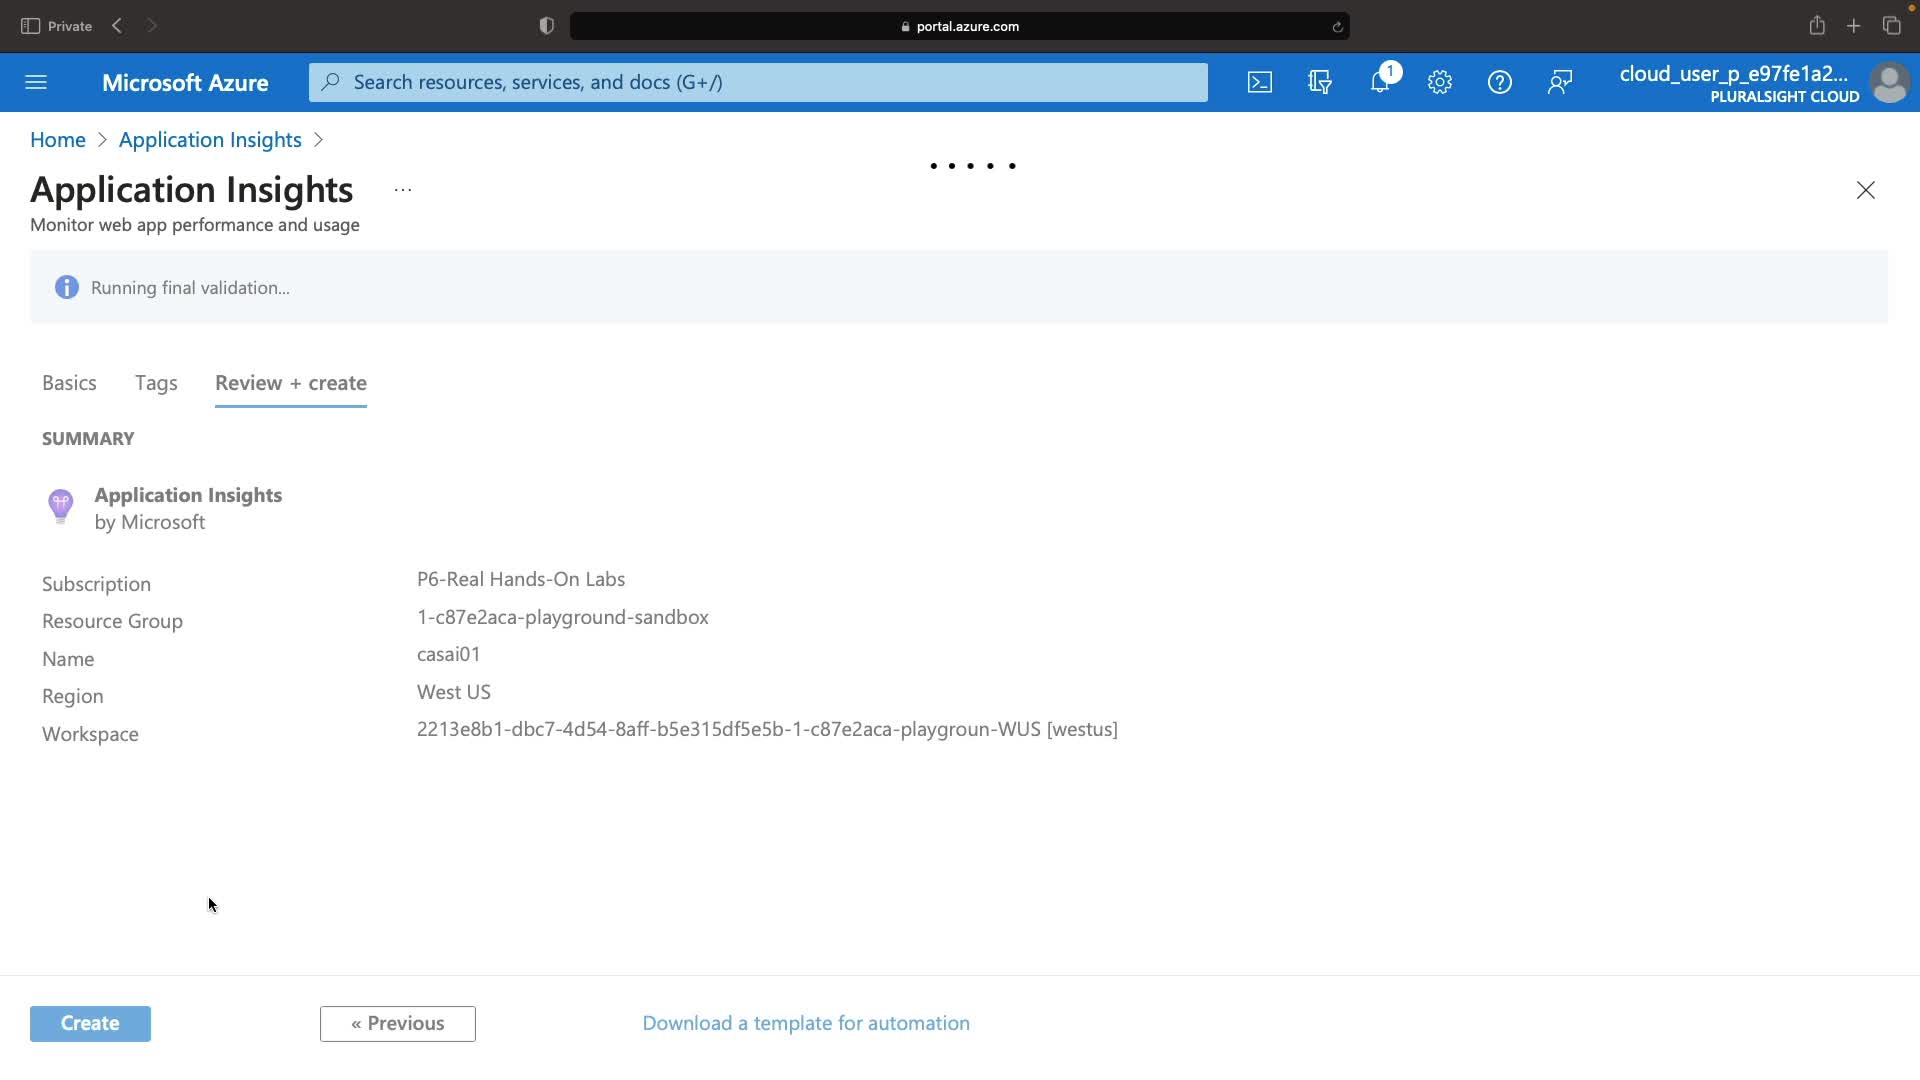 Private
portal.azure.com
Microsoft Azure
Search resources, services, and docs (G+/)
1
cloud_user_p_e97fe1a2...
PLURALSIGHT CLOUD
Home > Application Insights >
Application Insights ...
Monitor web app performance and usage
Running final validation...
Basics Tags Review + create
SUMMARY
Application Insights
by Microsoft
Subscription P6-Real Hands-On Labs
Resource Group 1-c87e2aca-playground-sandbox
Name casai01
Region West US
Workspace 2213e8b1-dbc7-4d54-8aff-b5e315df5e5b-1-c87e2aca-playgroun-WUS [westus]
Create « Previous Download a template for automation